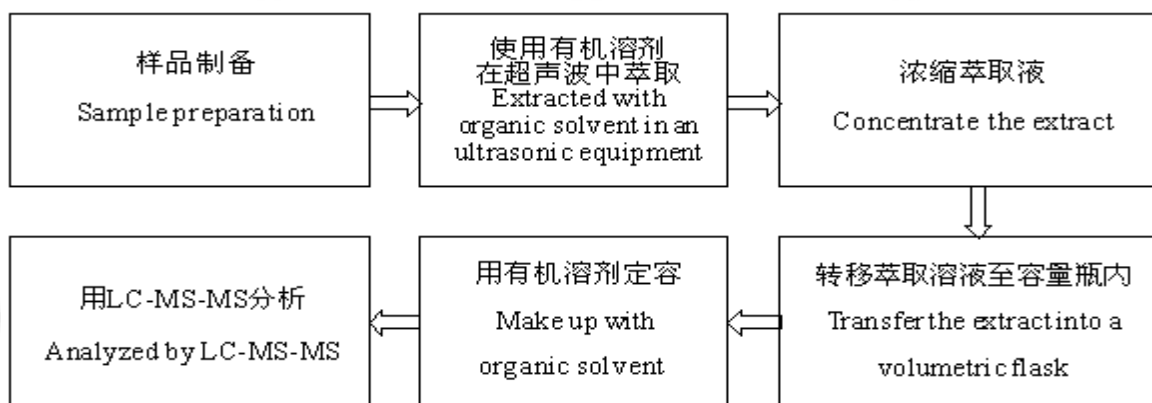 样品制备
Sample preparation
使用有机溶剂
在超声波中萃取
Extracted with
organic solvent in an
ultrasonic equipment
浓缩萃取液
Concentrate the extract
转移萃取溶液至容量瓶内
Transfer the extract into a
volumetric flask
用有机溶剂定容
Make up with
organic solvent
用LC-MS-MS分析
Analyzed by LC-MS-MS